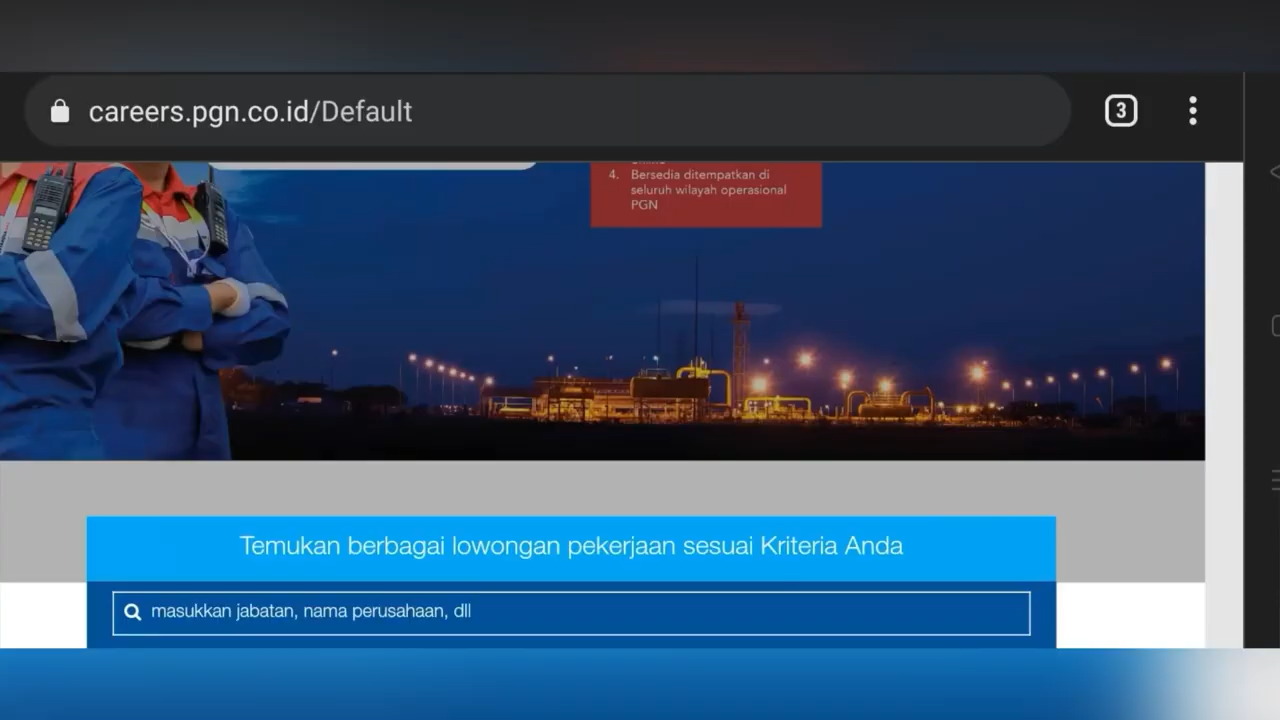 careers.pgn.co.id/Default
3
4. Bersedia ditempatkan di
seluruh wilayah operasional
PGN
Temukan berbagai lowongan pekerjaan sesuai Kriteria Anda
masukkan jabatan, nama perusahaan, dll